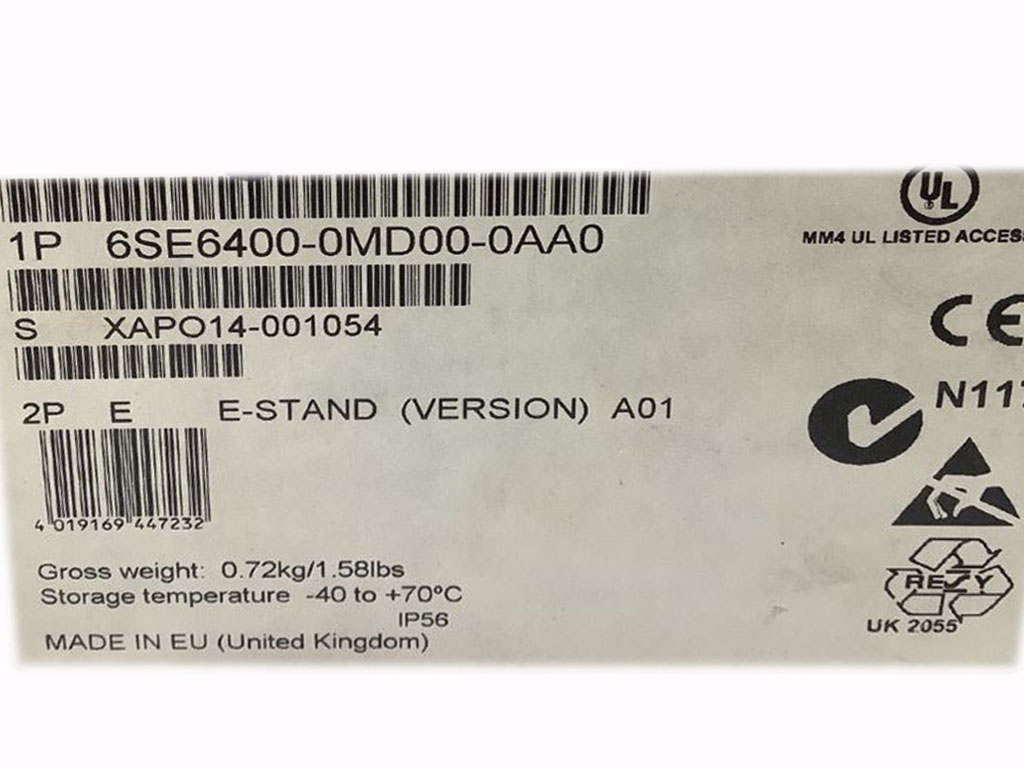 UL
MM4 UL LISTED ACCES
1P 6SE6400-0MD00-0AA0
S XAPO14-001054
CE
N117
2P E E-STAND (VERSION) A01
4 019169 447232
Gross weight: 0.72kg/1.58lbs
Storage temperature -40 to +70°C
IP56
MADE IN EU (United Kingdom)
RESY
UK 2055